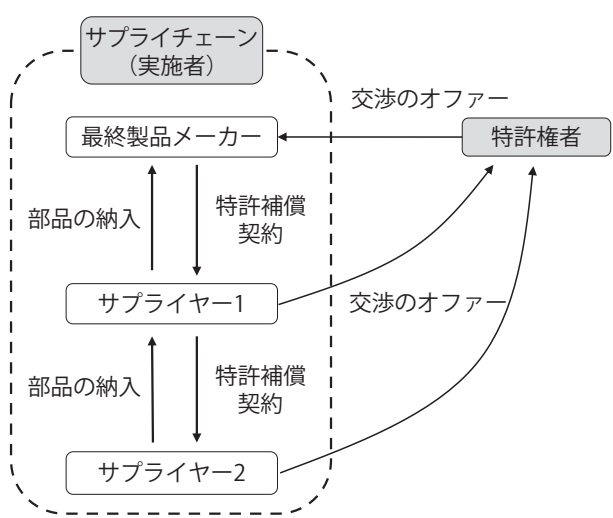 サプライチェーン
（実施者）
交渉のオファー
最終製品メーカー
特許権者
部品の納入
特許補償
契約
サプライヤー1
交渉のオファー
部品の納入
特許補償
契約
サプライヤー2